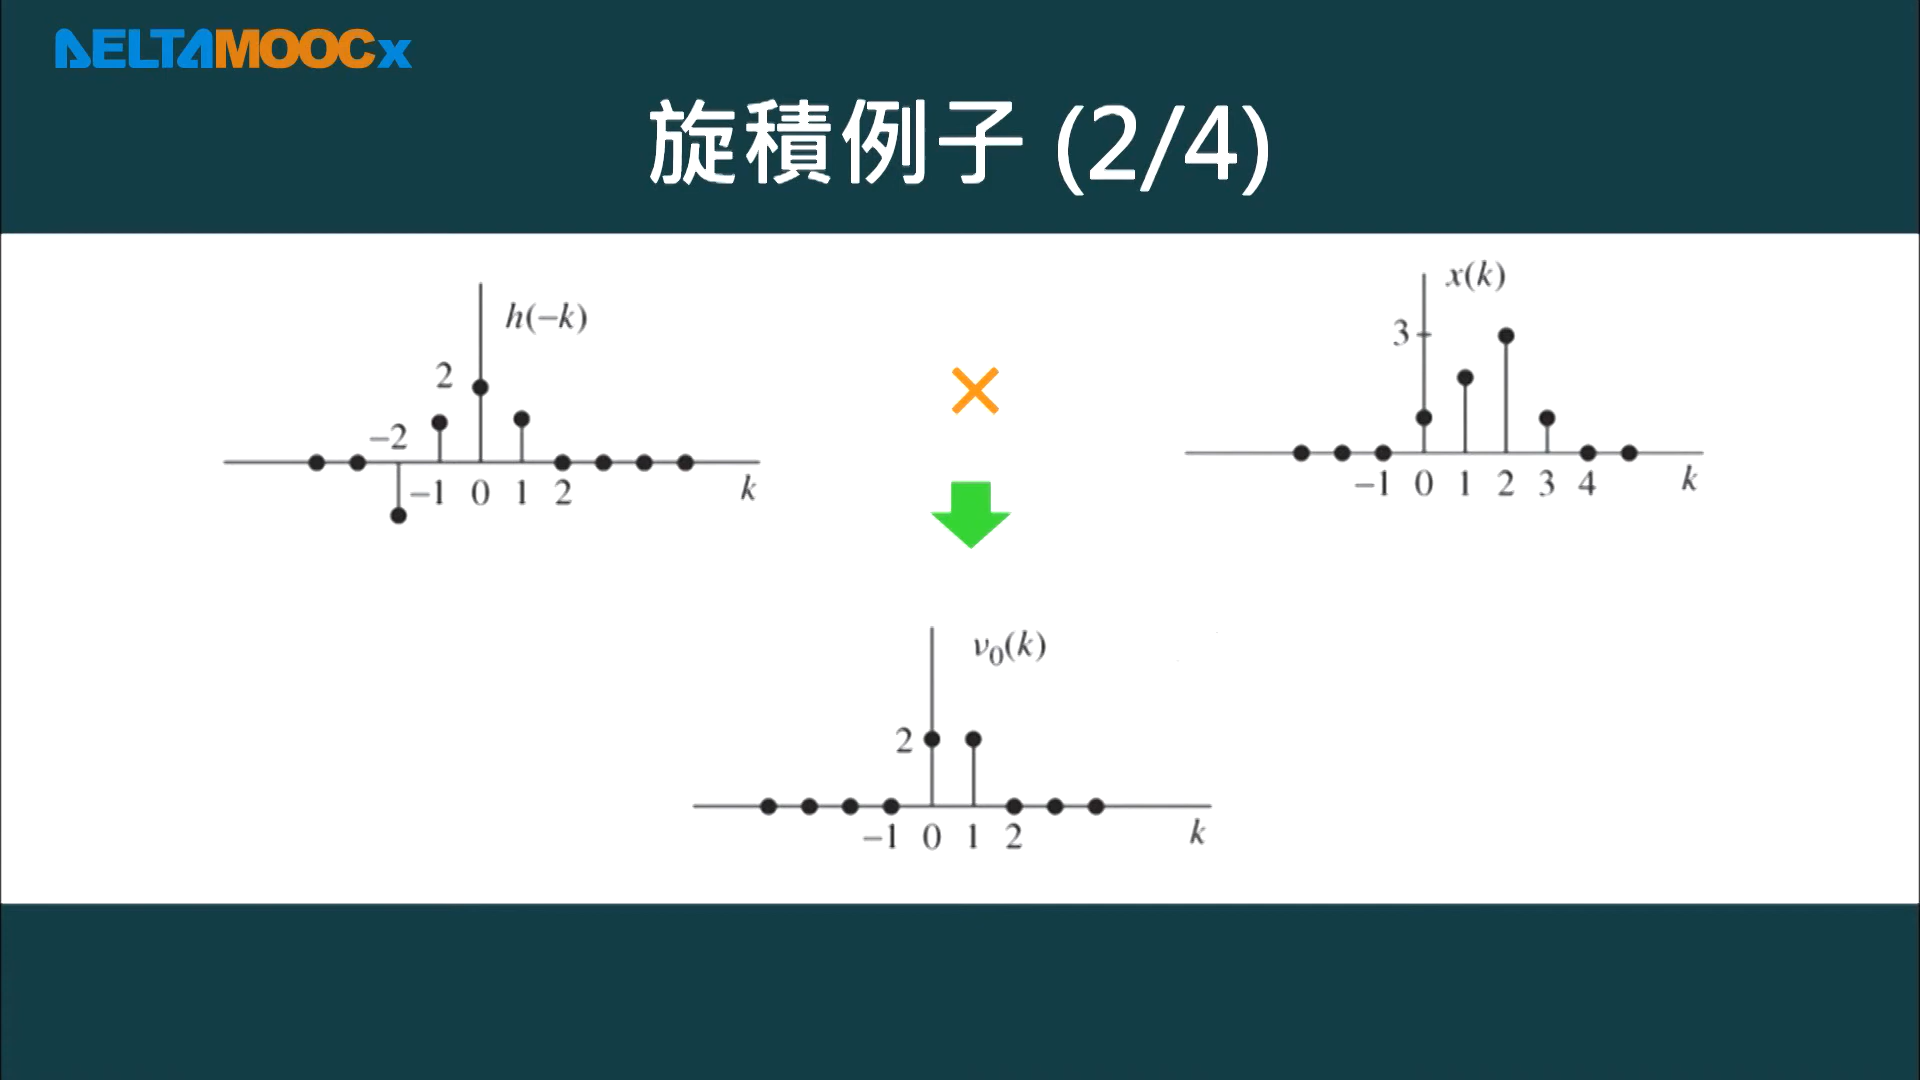 DELTAMOOCx
旋積例子 (2/4)
h(−k)
2
−2
−1 0 1 2 k
x(k)
3
−1 0 1 2 3 4 k
ν₀(k)
2
−1 0 1 2 k